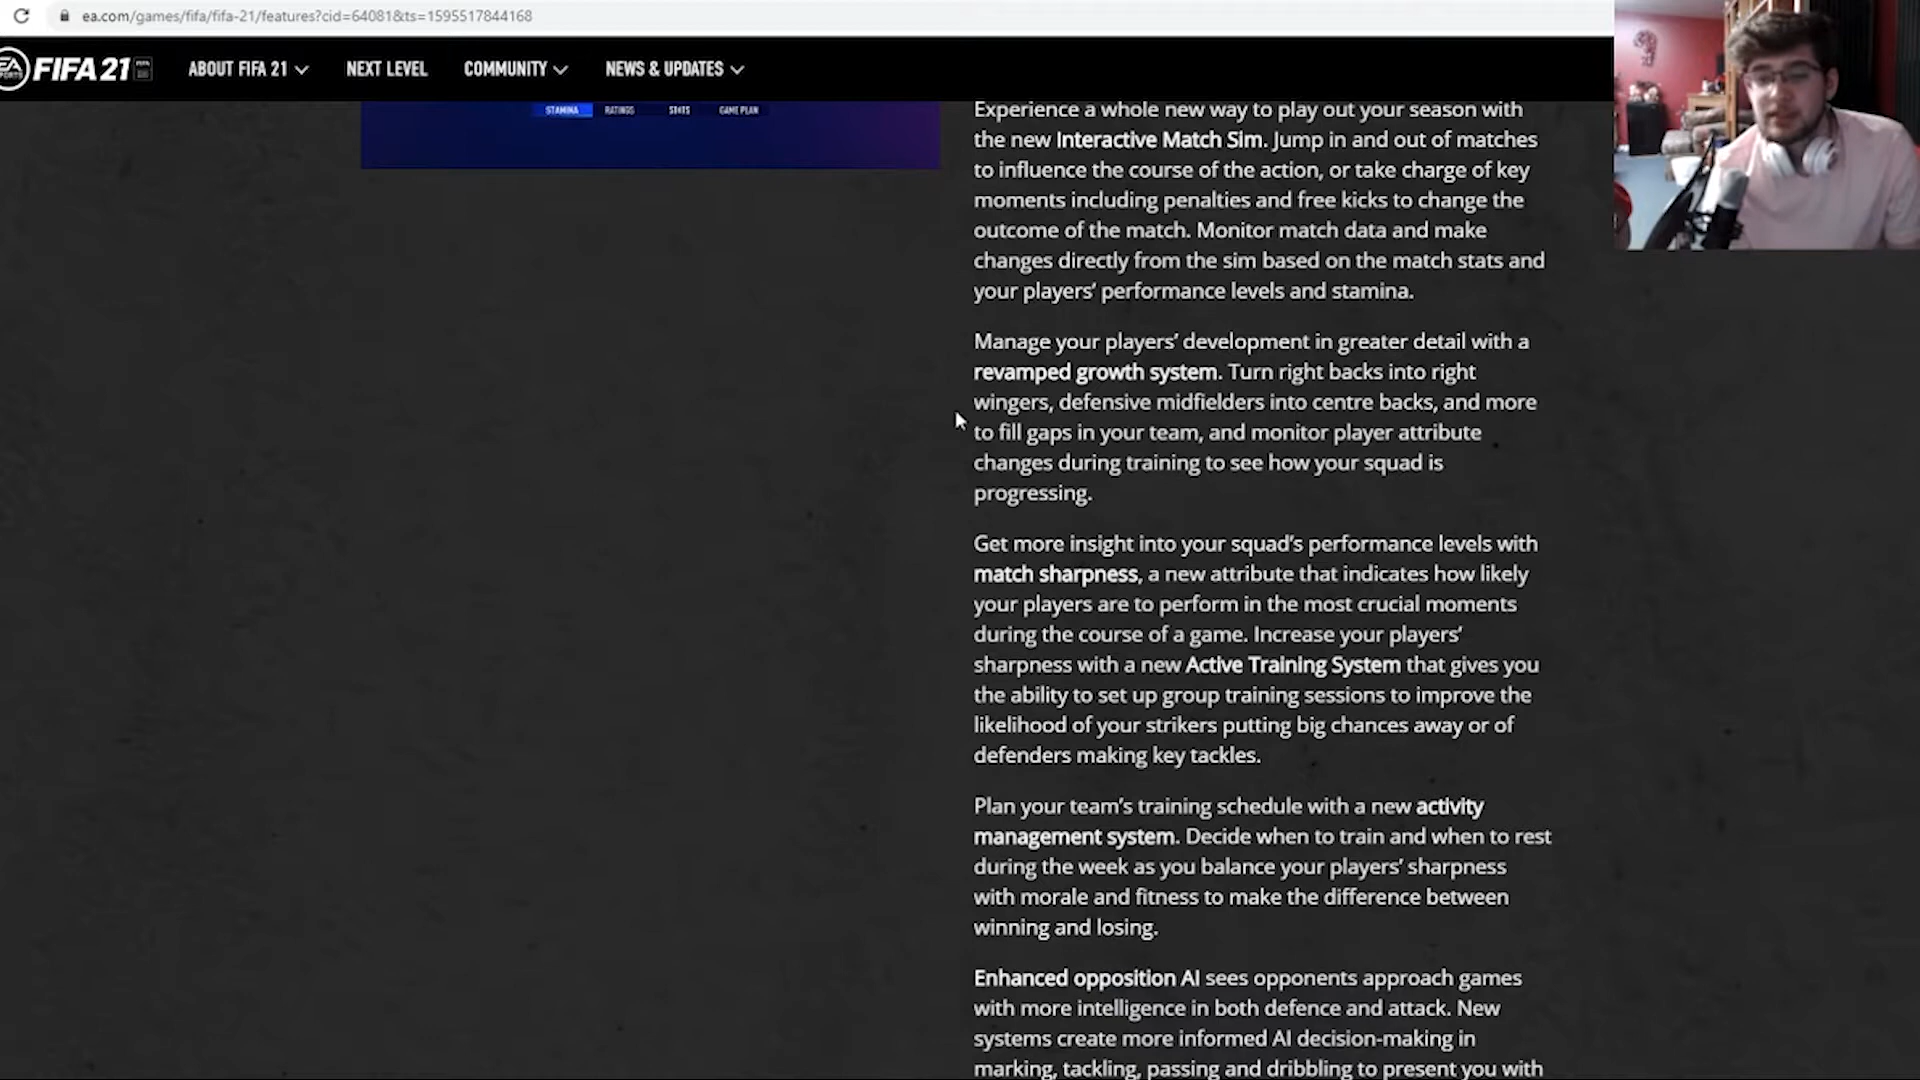 ea.com/games/fifa/fifa-21/features?cid=64081&ts=1595517844168
EA SPORTS FIFA 21 ABOUT FIFA 21 NEXT LEVEL COMMUNITY NEWS & UPDATES
STAMINA RATINGS STATS GAME PLAN
Experience a whole new way to play out your season with
the new Interactive Match Sim. Jump in and out of matches
to influence the course of the action, or take charge of key
moments including penalties and free kicks to change the
outcome of the match. Monitor match data and make
changes directly from the sim based on the match stats and
your players’ performance levels and stamina.
Manage your players’ development in greater detail with a
revamped growth system. Turn right backs into right
wingers, defensive midfielders into centre backs, and more
to fill gaps in your team, and monitor player attribute
changes during training to see how your squad is
progressing.
Get more insight into your squad’s performance levels with
match sharpness, a new attribute that indicates how likely
your players are to perform in the most crucial moments
during the course of a game. Increase your players’
sharpness with a new Active Training System that gives you
the ability to set up group training sessions to improve the
likelihood of your strikers putting big chances away or of
defenders making key tackles.
Plan your team’s training schedule with a new activity
management system. Decide when to train and when to rest
during the week as you balance your players’ sharpness
with morale and fitness to make the difference between
winning and losing.
Enhanced opposition AI sees opponents approach games
with more intelligence in both defence and attack. New
systems create more informed AI decision-making in
marking, tackling, passing and dribbling to present you with